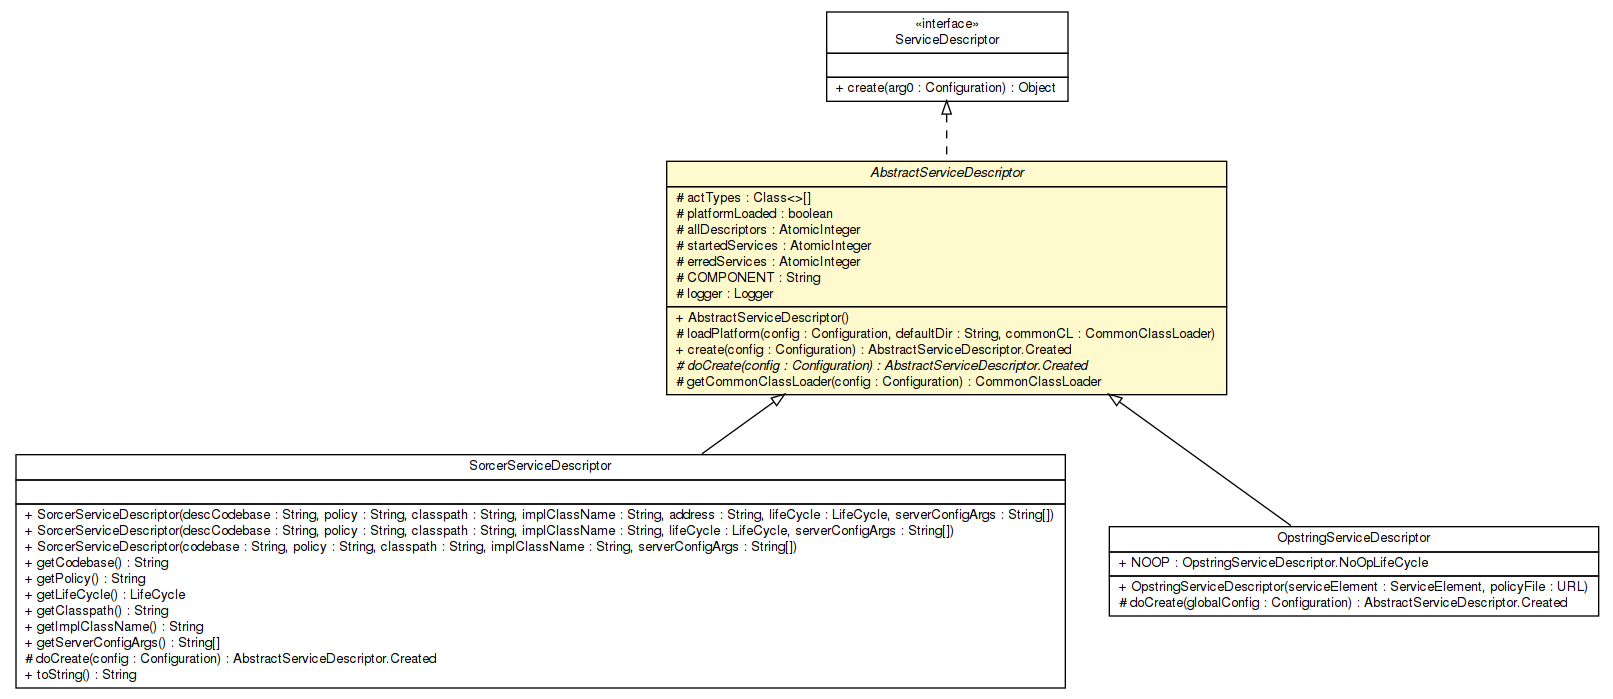 «interface»
ServiceDescriptor
+ create(arg0 : Configuration) : Object
AbstractServiceDescriptor
# actTypes : Class<>[]
# platformLoaded : boolean
# allDescriptors : AtomicInteger
# startedServices : AtomicInteger
# erredServices : AtomicInteger
# COMPONENT : String
# logger : Logger
+ AbstractServiceDescriptor()
# loadPlatform(config : Configuration, defaultDir : String, commonCL : CommonClassLoader)
+ create(config : Configuration) : AbstractServiceDescriptor.Created
# doCreate(config : Configuration) : AbstractServiceDescriptor.Created
# getCommonClassLoader(config : Configuration) : CommonClassLoader
SorcerServiceDescriptor
+ SorcerServiceDescriptor(descCodebase : String, policy : String, classpath : String, implClassName : String, address : String, lifeCycle : LifeCycle, serverConfigArgs : String[])
+ SorcerServiceDescriptor(descCodebase : String, policy : String, classpath : String, implClassName : String, lifeCycle : LifeCycle, serverConfigArgs : String[])
+ SorcerServiceDescriptor(codebase : String, policy : String, classpath : String, implClassName : String, serverConfigArgs : String[])
+ getCodebase() : String
+ getPolicy() : String
+ getLifeCycle() : LifeCycle
+ getClasspath() : String
+ getImplClassName() : String
+ getServerConfigArgs() : String[]
# doCreate(config : Configuration) : AbstractServiceDescriptor.Created
+ toString() : String
OpstringServiceDescriptor
+ NOOP : OpstringServiceDescriptor.NoOpLifeCycle
+ OpstringServiceDescriptor(serviceElement : ServiceElement, policyFile : URL)
# doCreate(globalConfig : Configuration) : AbstractServiceDescriptor.Created